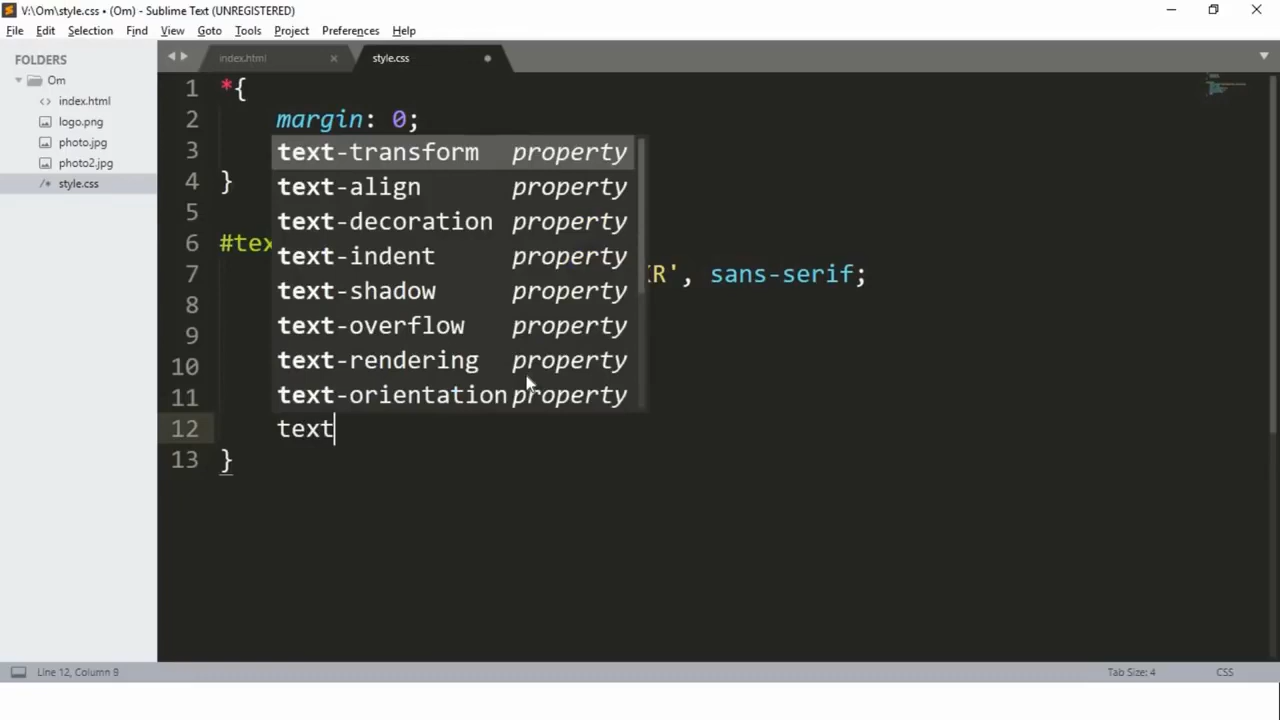 V:\Om\style.css • (Om) - Sublime Text (UNREGISTERED)
File Edit Selection Find View Goto Tools Project Preferences Help
FOLDERS
Om
index.html
logo.png
photo.jpg
photo2.jpg
style.css
index.html
style.css
1 *{
2 margin: 0;
3
4 }
5
6 #tex
7 KR', sans-serif;
8
9
10
11
12 text
13 }
text-transform property
text-align property
text-decoration property
text-indent property
text-shadow property
text-overflow property
text-rendering property
text-orientation property
Line 12, Column 9
Tab Size: 4
CSS